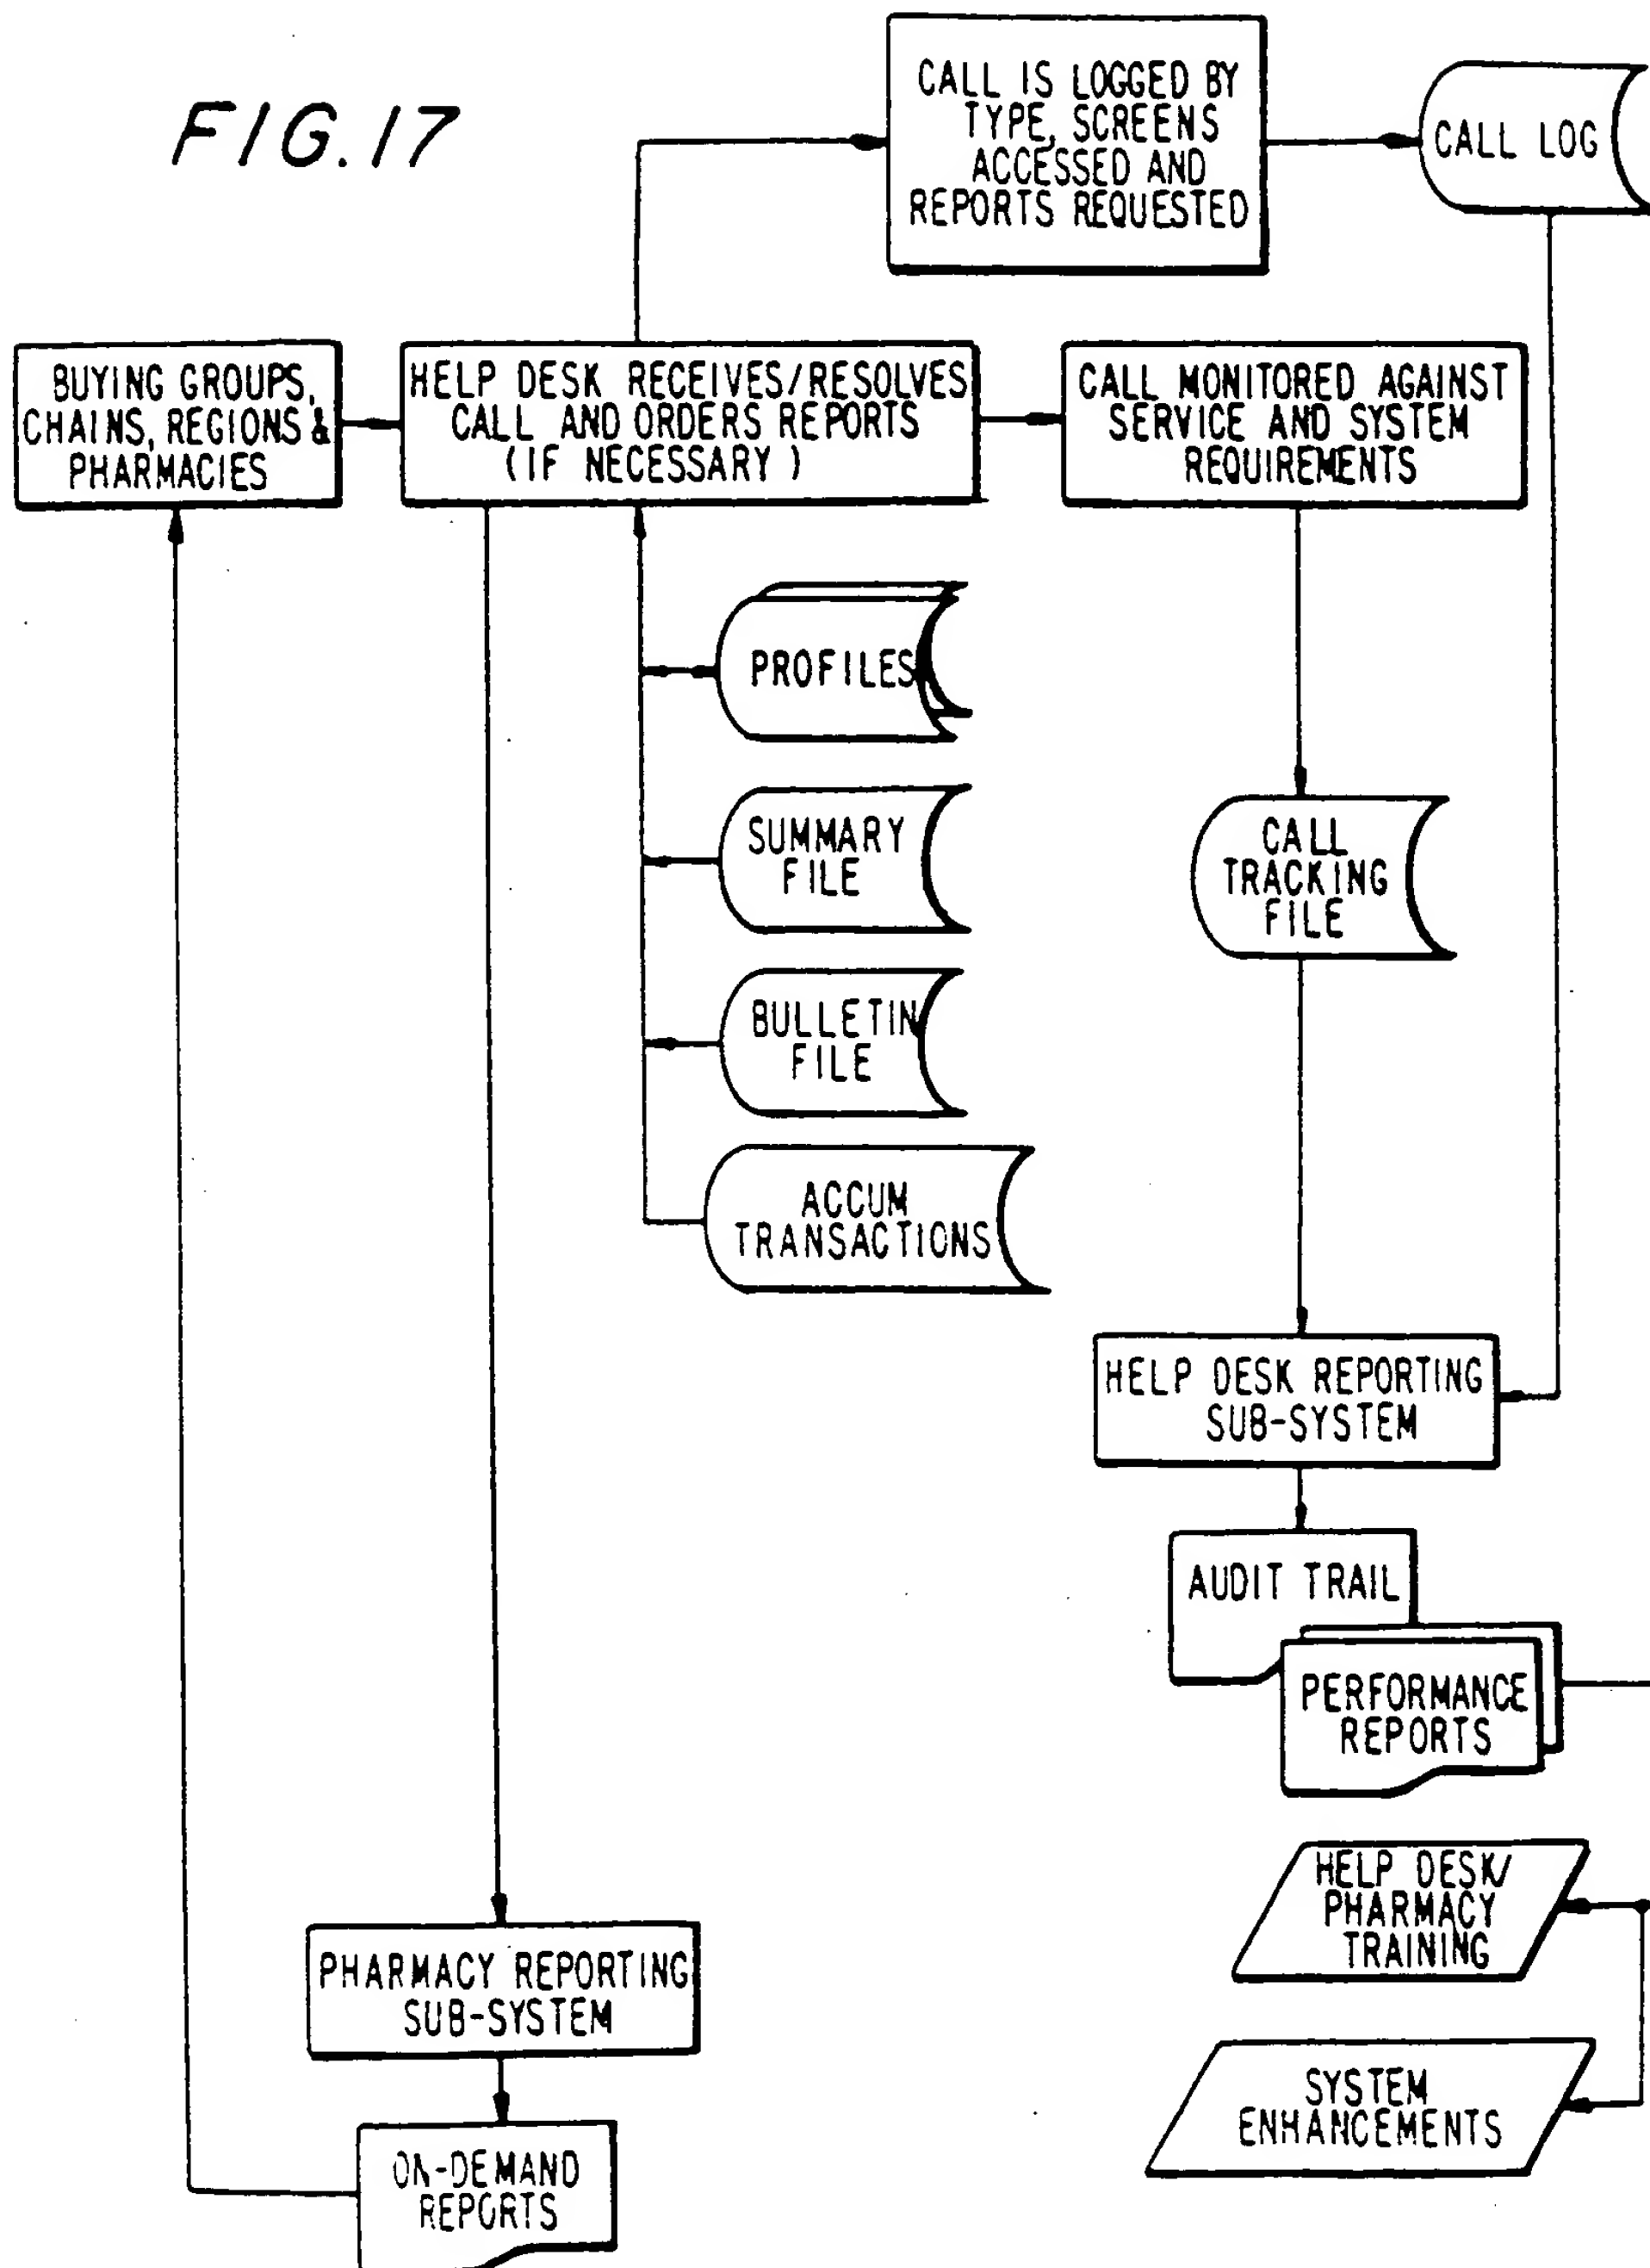 FIG. 17
CALL IS LOGGED BY
TYPE, SCREENS
ACCESSED AND
REPORTS REQUESTED
CALL LOG
BUYING GROUPS,
CHAINS, REGIONS &
PHARMACIES
HELP DESK RECEIVES/RESOLVES
CALL AND ORDERS REPORTS
(IF NECESSARY)
CALL MONITORED AGAINST
SERVICE AND SYSTEM
REQUIREMENTS
PROFILES
SUMMARY
FILE
CALL
TRACKING
FILE
BULLETIN
FILE
ACCUM
TRANSACTIONS
HELP DESK REPORTING
SUB-SYSTEM
AUDIT TRAIL
PERFORMANCE
REPORTS
HELP DESK/
PHARMACY
TRAINING
PHARMACY REPORTING
SUB-SYSTEM
SYSTEM
ENHANCEMENTS
ON-DEMAND
REPORTS